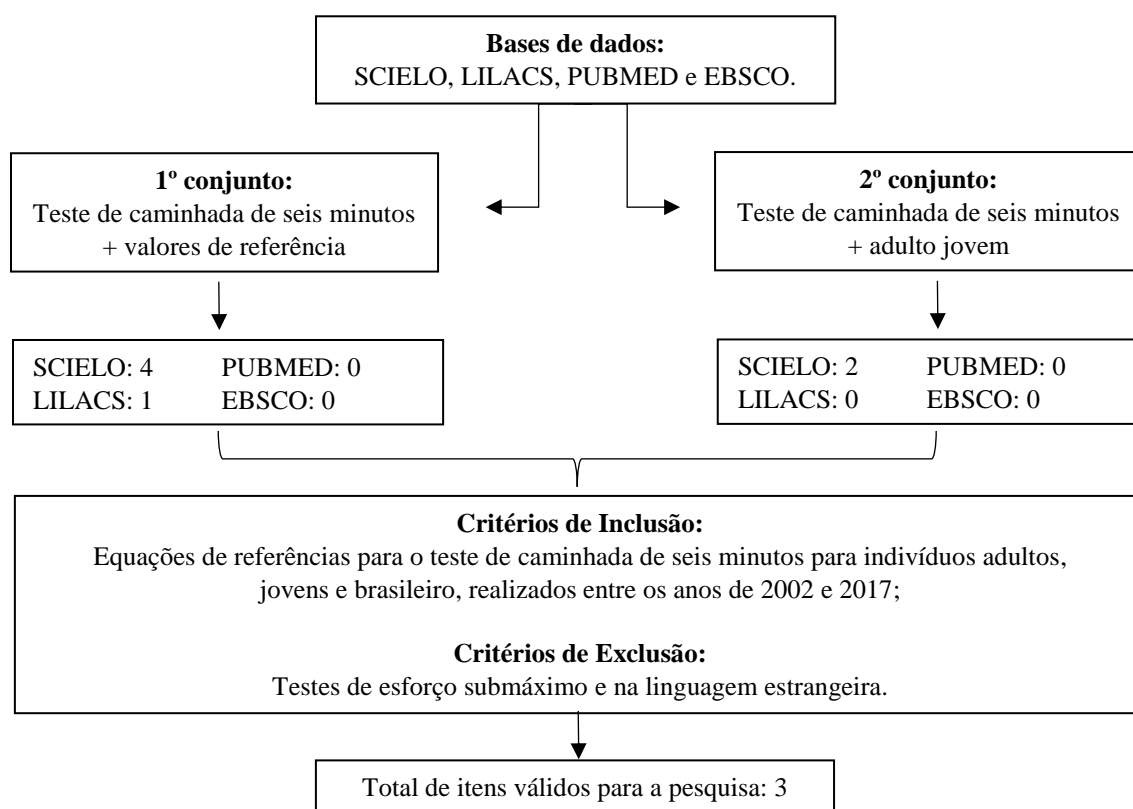 Bases de dados:
SCIELO, LILACS, PUBMED e EBSCO.
1º conjunto:
Teste de caminhada de seis minutos
+ valores de referência
2º conjunto:
Teste de caminhada de seis minutos
+ adulto jovem
SCIELO: 4 PUBMED: 0
LILACS: 1 EBSCO: 0
SCIELO: 2 PUBMED: 0
LILACS: 0 EBSCO: 0
Critérios de Inclusão:
Equações de referências para o teste de caminhada de seis minutos para indivíduos adultos,
jovens e brasileiro, realizados entre os anos de 2002 e 2017;
Critérios de Exclusão:
Testes de esforço submáximo e na linguagem estrangeira.
Total de itens válidos para a pesquisa: 3